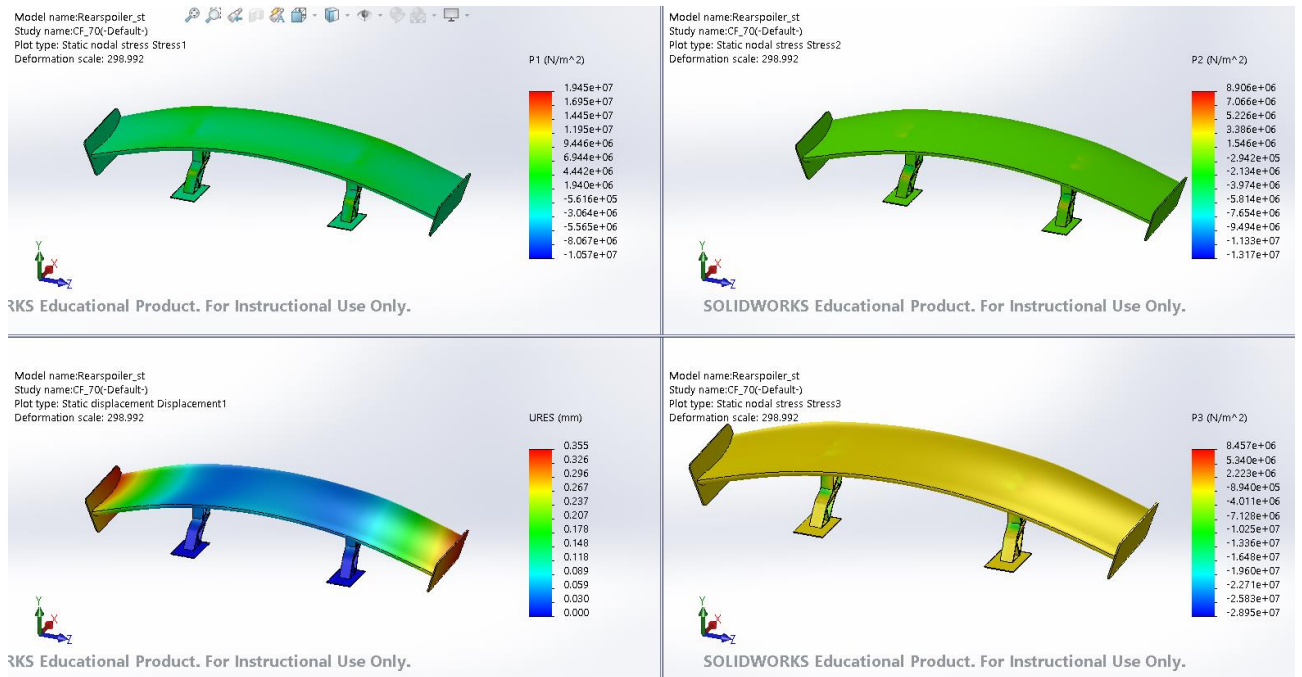 Model name:Rearspoiler_st
Study name:CF_70(-Default-)
Plot type: Static nodal stress Stress1
Deformation scale: 298.992
P1 (N/m^2)
1.945e+07
1.695e+07
1.445e+07
1.195e+07
9.446e+06
6.944e+06
4.442e+06
1.940e+06
-5.616e+05
-3.064e+06
-5.565e+06
-8.067e+06
-1.057e+07
Y
X
Z
RKS Educational Product. For Instructional Use Only.
Model name:Rearspoiler_st
Study name:CF_70(-Default-)
Plot type: Static nodal stress Stress2
Deformation scale: 298.992
P2 (N/m^2)
8.906e+06
7.066e+06
5.226e+06
3.386e+06
1.546e+06
-2.942e+05
-2.134e+06
-3.974e+06
-5.814e+06
-7.654e+06
-9.494e+06
-1.133e+07
-1.317e+07
Y
X
Z
SOLIDWORKS Educational Product. For Instructional Use Only.
Model name:Rearspoiler_st
Study name:CF_70(-Default-)
Plot type: Static displacement Displacement1
Deformation scale: 298.992
URES (mm)
0.355
0.326
0.296
0.267
0.237
0.207
0.178
0.148
0.118
0.089
0.059
0.030
0.000
Y
X
Z
RKS Educational Product. For Instructional Use Only.
Model name:Rearspoiler_st
Study name:CF_70(-Default-)
Plot type: Static nodal stress Stress3
Deformation scale: 298.992
P3 (N/m^2)
8.457e+06
5.340e+06
2.223e+06
-8.940e+05
-4.011e+06
-7.128e+06
-1.025e+07
-1.336e+07
-1.648e+07
-1.960e+07
-2.271e+07
-2.583e+07
-2.895e+07
Y
X
Z
SOLIDWORKS Educational Product. For Instructional Use Only.